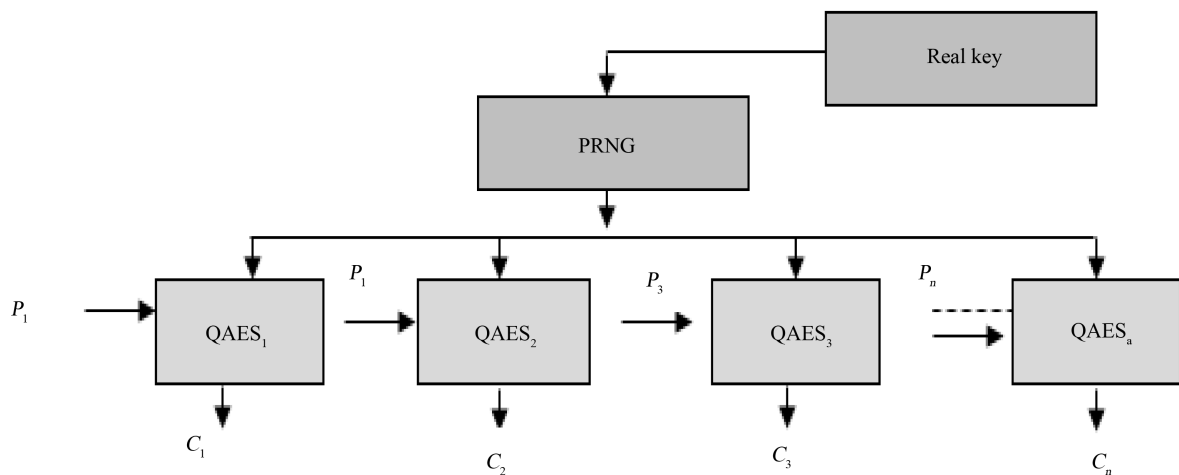 Real key
PRNG
P₁
QAES₁
P₁
QAES₂
P₃
QAES₃
Pₙ
QAESₐ
C₁
C₂
C₃
Cₙ